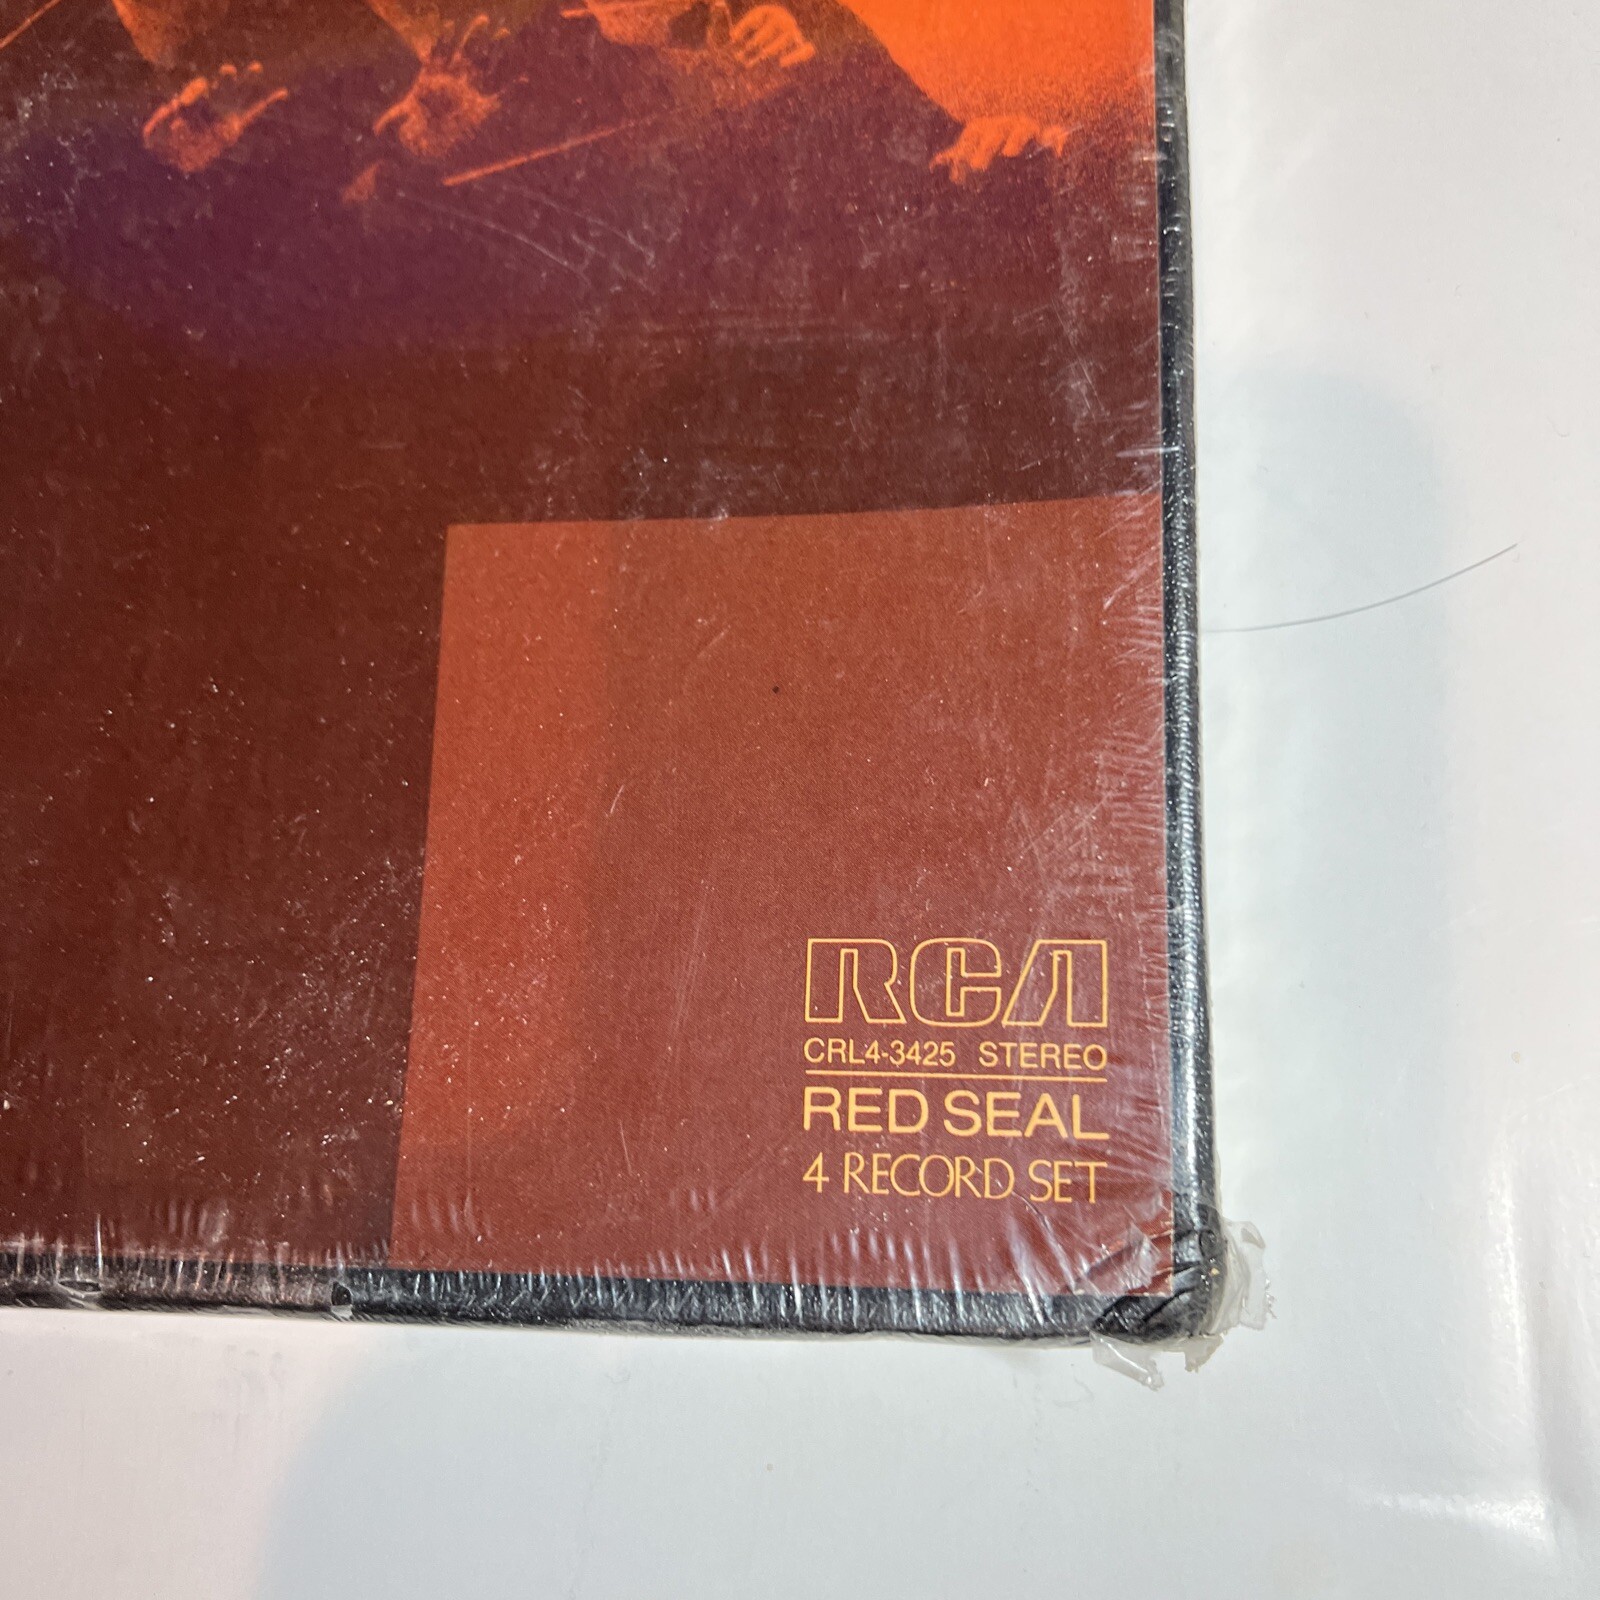 RCA
CRL4-3425 STEREO
RED SEAL
4 RECORD SET